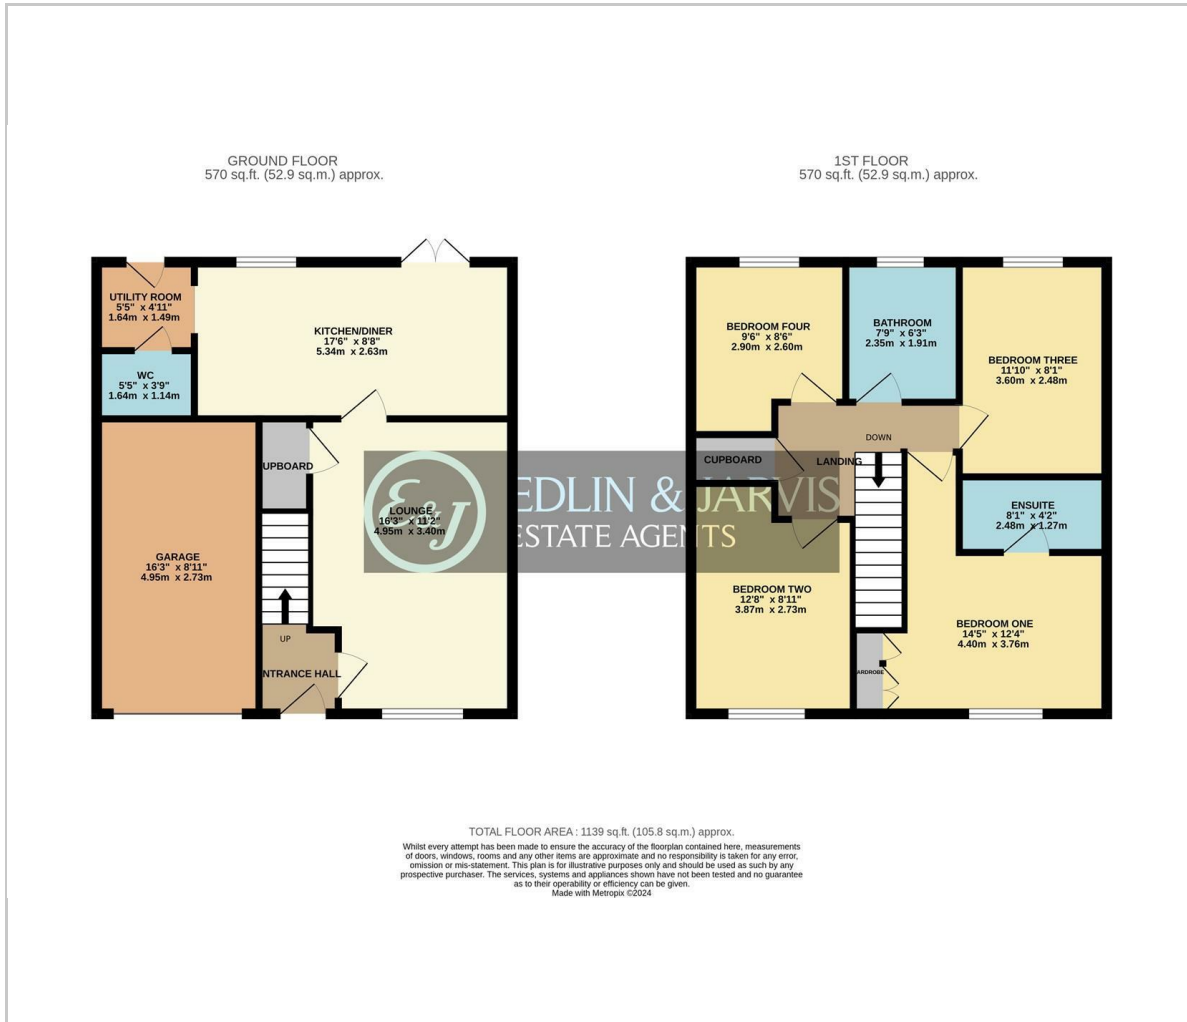 GROUND FLOOR
570 sq.ft. (52.9 sq.m.) approx.
UTILITY ROOM
5'5" x 4'11"
1.64m x 1.49m
WC
5'5" x 3'9"
1.64m x 1.14m
KITCHEN/DINER
17'6" x 8'8"
5.34m x 2.63m
UPBOARD
LOUNGE
16'3" x 11'2"
4.95m x 3.40m
GARAGE
16'3" x 8'11"
4.95m x 2.73m
UP
NTRANCE HALL
E&J
EDLIN & JARVIS
ESTATE AGENTS
1ST FLOOR
570 sq.ft. (52.9 sq.m.) approx.
BEDROOM FOUR
9'6" x 8'6"
2.90m x 2.60m
BATHROOM
7'9" x 6'3"
2.35m x 1.91m
BEDROOM THREE
11'10" x 8'1"
3.60m x 2.48m
DOWN
CUPBOARD
LANDING
ENSUITE
8'1" x 4'2"
2.48m x 1.27m
BEDROOM TWO
12'8" x 8'11"
3.87m x 2.73m
BEDROOM ONE
14'5" x 12'4"
4.40m x 3.76m
ARDROBE
TOTAL FLOOR AREA : 1139 sq.ft. (105.8 sq.m.) approx.
Whilst every attempt has been made to ensure the accuracy of the floorplan contained here, measurements
of doors, windows, rooms and any other items are approximate and no responsibility is taken for any error,
omission or mis-statement. This plan is for illustrative purposes only and should be used as such by any
prospective purchaser. The services, systems and appliances shown have not been tested and no guarantee
as to their operability or efficiency can be given.
Made with Metropix ©2024